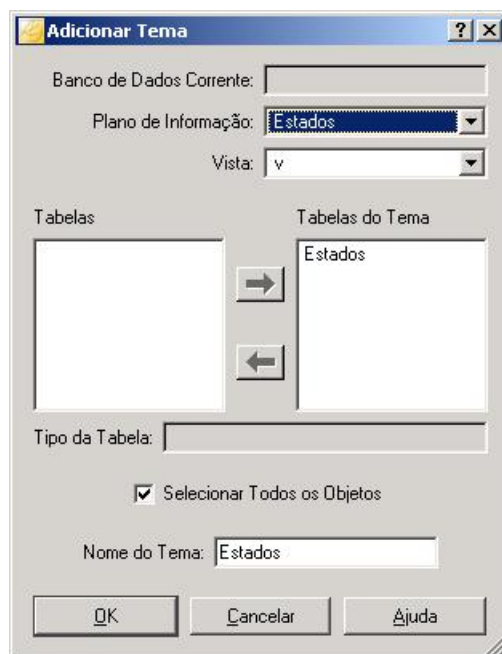 Adicionar Tema
Banco de Dados Corrente:
Plano de Informação: Estados
Vista: v
Tabelas Tabelas do Tema
Estados
Tipo da Tabela:
Selecionar Todos os Objetos
Nome do Tema: Estados
OK Cancelar Ajuda